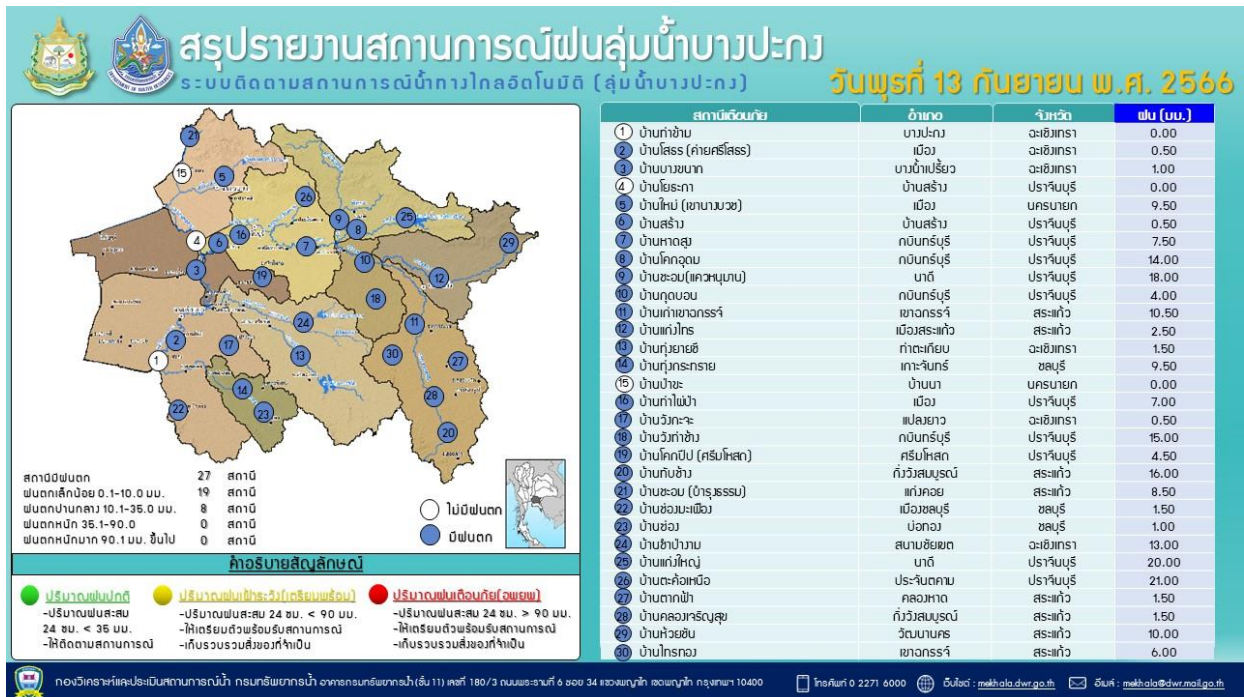 สรุปรายงานสถานการณ์ฝนลุ่มน้ำบางปะกง
ระบบติดตามสถานการณ์น้ำทางไกลอัตโนมัติ (ลุ่มน้ำบางปะกง)
วันพุธที่ 13 กันยายน พ.ศ. 2566
สถานีเตือนภัย อำเภอ จังหวัด ฝน (มม.)
1 บ้านท่าข้าม บางปะกง ฉะเชิงเทรา 0.00
2 บ้านโสธร (ค่ายศรีโสธร) เมือง ฉะเชิงเทรา 0.50
3 บ้านบางขนาก บางน้ำเปรี้ยว ฉะเชิงเทรา 1.00
4 บ้านโยธะกา บ้านสร้าง ปราจีนบุรี 0.00
5 บ้านใหม่ (เขานางบวช) เมือง นครนายก 9.50
6 บ้านสร้าง บ้านสร้าง ปราจีนบุรี 0.50
7 บ้านหาดสูง กบินทร์บุรี ปราจีนบุรี 7.50
8 บ้านโคกอุดม กบินทร์บุรี ปราจีนบุรี 14.00
9 บ้านซะอม(แควหนุมาน) นาดี ปราจีนบุรี 18.00
10 บ้านกุดบอน กบินทร์บุรี ปราจีนบุรี 4.00
11 บ้านเก่าเขาฉกรรจ์ เขาฉกรรจ์ สระแก้ว 10.50
12 บ้านแก่งไทร เมืองสระแก้ว สระแก้ว 2.50
13 บ้านทุ่งยายชี ท่าตะเกียบ ฉะเชิงเทรา 1.50
14 บ้านทุ่งกระทราย เกาะจันทร์ ชลบุรี 9.50
15 บ้านป่าขะ บ้านนา นครนายก 0.00
16 บ้านท่าไผ่ป่า เมือง ปราจีนบุรี 7.00
17 บ้านวังกะจะ แปลงยาว ฉะเชิงเทรา 0.50
18 บ้านวังท่าช้าง กบินทร์บุรี ปราจีนบุรี 15.00
19 บ้านโคกปีป (ศรีมโหสถ) ศรีมโหสถ ปราจีนบุรี 4.50
20 บ้านทับช้าง กิ่งวังสมบูรณ์ สระแก้ว 16.00
21 บ้านซะอม (บำรุงธรรม) แก่งคอย สระแก้ว 8.50
22 บ้านช่องมะเฟือง เมืองชลบุรี ชลบุรี 1.50
23 บ้านช่อง บ่อทอง ชลบุรี 1.00
24 บ้านชำป่างาม สนามชัยเขต ฉะเชิงเทรา 13.00
25 บ้านแก่งใหญ่ นาดี ปราจีนบุรี 20.00
26 บ้านตะคร้อเหนือ ประจันตคาม ปราจีนบุรี 21.00
27 บ้านตากฟ้า คลองหาด สระแก้ว 1.50
28 บ้านคลองเจริญสุข กิ่งวังสมบูรณ์ สระแก้ว 1.50
29 บ้านห้วยชัน วัฒนานคร สระแก้ว 10.00
30 บ้านไทรทอง เขาฉกรรจ์ สระแก้ว 6.00
สถานีมีฝนตก 27 สถานี
ฝนตกเล็กน้อย 0.1-10.0 มม. 19 สถานี
ฝนตกปานกลาง 10.1-35.0 มม. 8 สถานี
ฝนตกหนัก 35.1-90.0 0 สถานี
ฝนตกหนักมาก 90.1 มม. ขึ้นไป 0 สถานี
ไม่มีฝนตก
มีฝนตก
คำอธิบายสัญลักษณ์
ปริมาณฝนปกติ
-ปริมาณฝนสะสม
24 ชม. < 35 มม.
-ให้ติดตามสถานการณ์
ปริมาณฝนเฝ้าระวัง(เตรียมพร้อม)
-ปริมาณฝนสะสม 24 ชม. < 90 มม.
-ให้เตรียมตัวพร้อมรับสถานการณ์
-เก็บรวบรวมสิ่งของที่จำเป็น
ปริมาณฝนเตือนภัย(อพยพ)
-ปริมาณฝนสะสม 24 ชม. > 90 มม.
-ให้เตรียมตัวพร้อมรับสถานการณ์
-เก็บรวบรวมสิ่งของที่จำเป็น
กองวิเคราะห์และประเมินสถานการณ์น้ำ กรมทรัพยากรน้ำ อาคารกรมทรัพยากรน้ำ (ชั้น 11) เลขที่ 180/3 ถนนพระรามที่ 6 ซอย 34 แขวงพญาไท เขตพญาไท กรุงเทพฯ 10400
โทรศัพท์ 0 2271 6000
เว็บไซต์ : mekhala.dwr.go.th
อีเมล์ : mekhala@dwr.mail.go.th